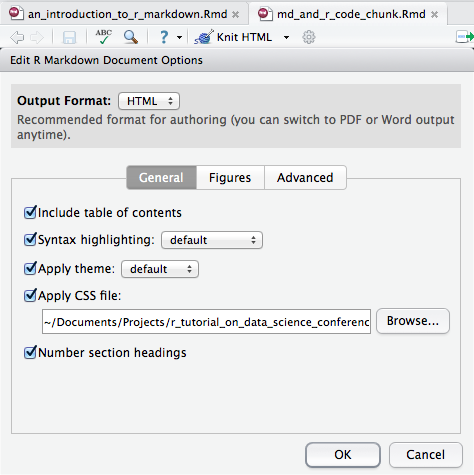 an_introduction_to_r_markdown.Rmd md_and_r_code_chunk.Rmd
ABC ? Knit HTML
Edit R Markdown Document Options
Output Format: HTML
Recommended format for authoring (you can switch to PDF or Word output
anytime).
General Figures Advanced
Include table of contents
Syntax highlighting: default
Apply theme: default
Apply CSS file:
~/Documents/Projects/r_tutorial_on_data_science_conferenc Browse...
Number section headings
OK Cancel